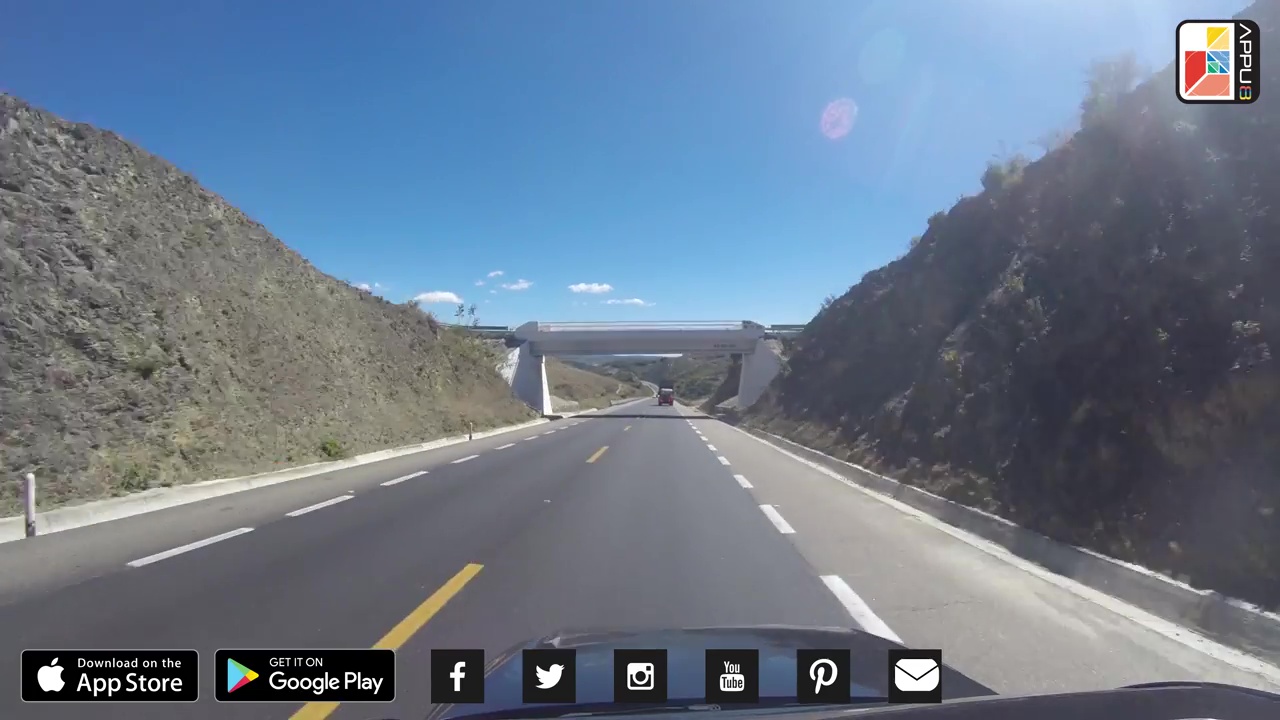 APPU8
Download on the
App Store
GET IT ON
Google Play
You
Tube